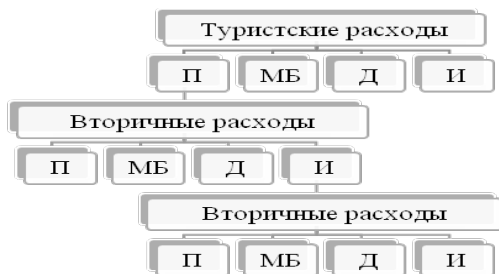 Туристские расходы
П МБ Д И
Вторичные расходы
П МБ Д И
Вторичные расходы
П МБ Д И